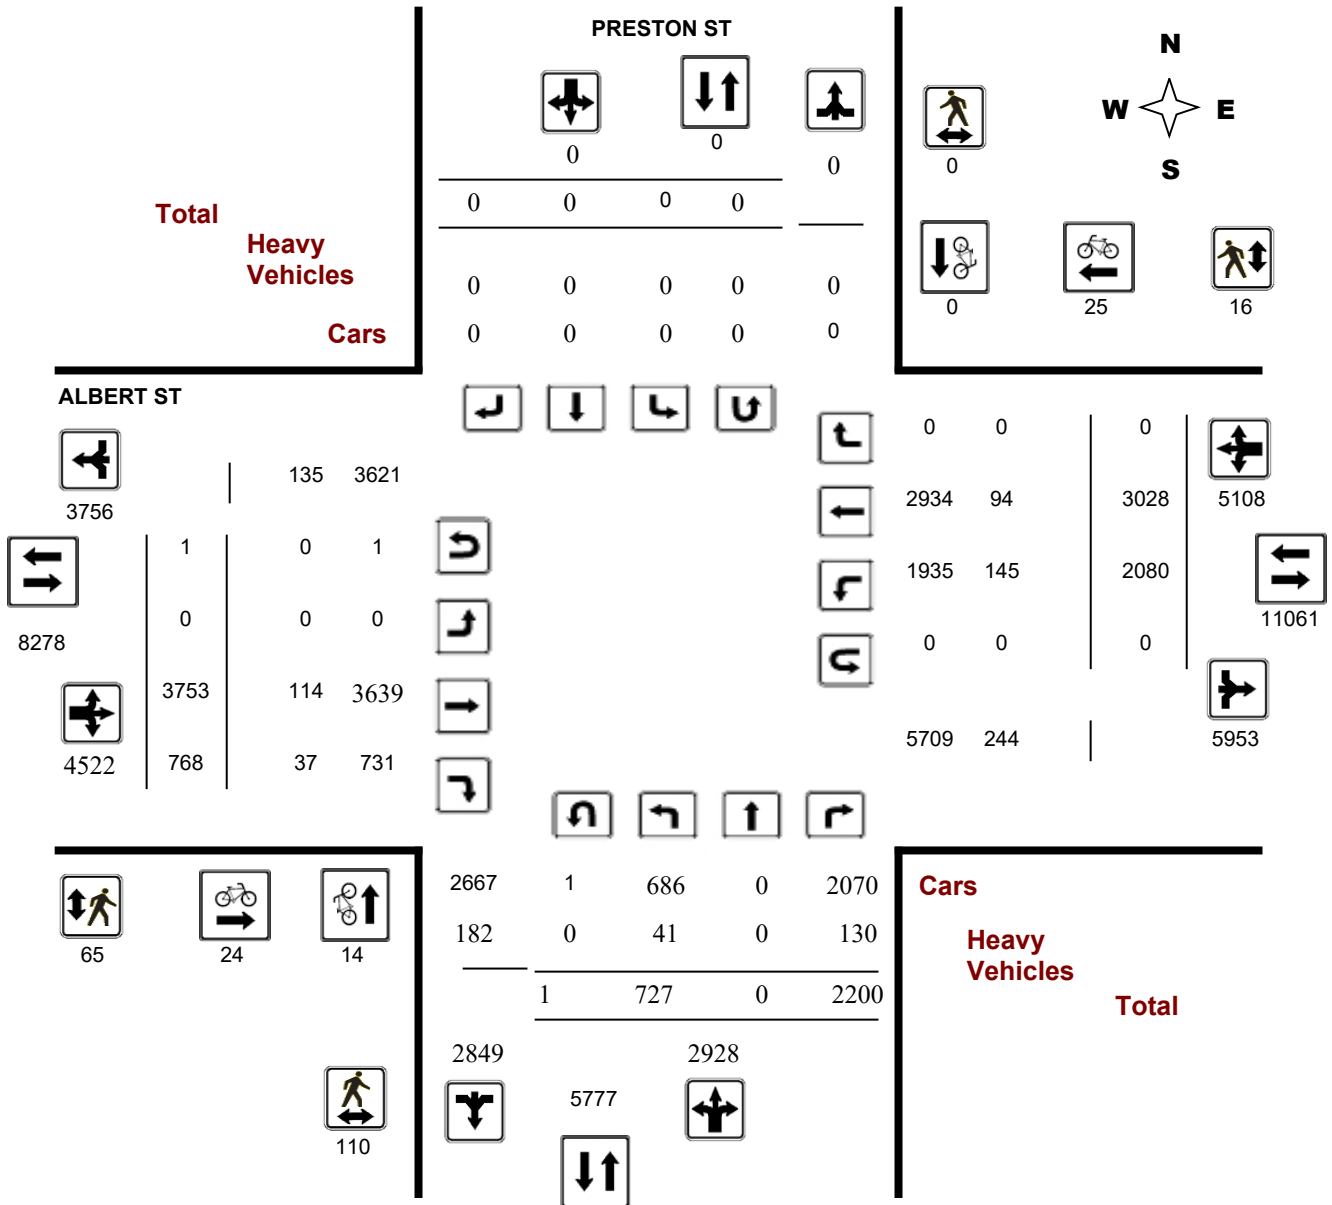 PRESTON ST
N
W E
S
0 0 0 0
0 0 0 0
Total
Heavy
Vehicles
0 25 16
0 0 0 0 0
Cars 0 0 0 0 0
ALBERT ST
0 0 0
135 3621
3756
2934 94 3028 5108
1 0 1
1935 145 2080
11061
0 0 0
8278
0 0 0
3753 114 3639
4522 768 37 731
5709 244 5953
2667 1 686 0 2070 Cars
182 0 41 0 130 Heavy
Vehicles
65 24 14
1 727 0 2200 Total
2849 2928
5777
110